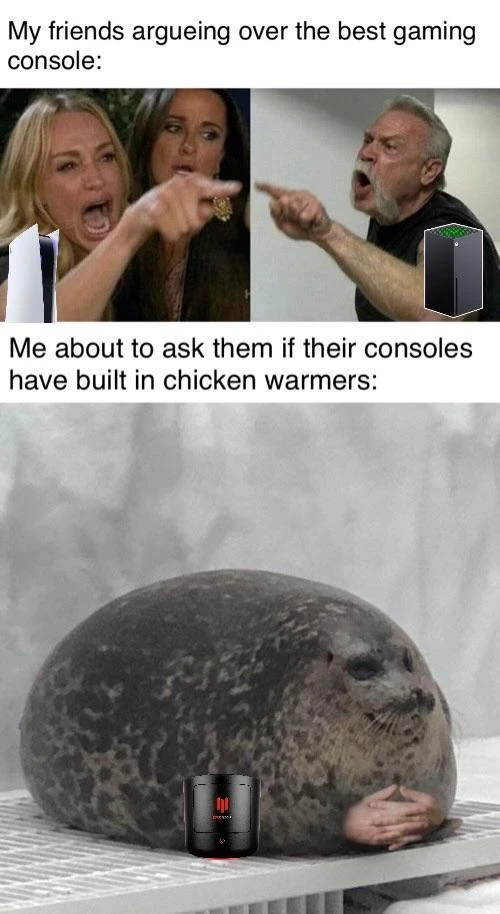 My friends argueing over the best gaming
console:
Me about to ask them if their consoles
have built in chicken warmers: